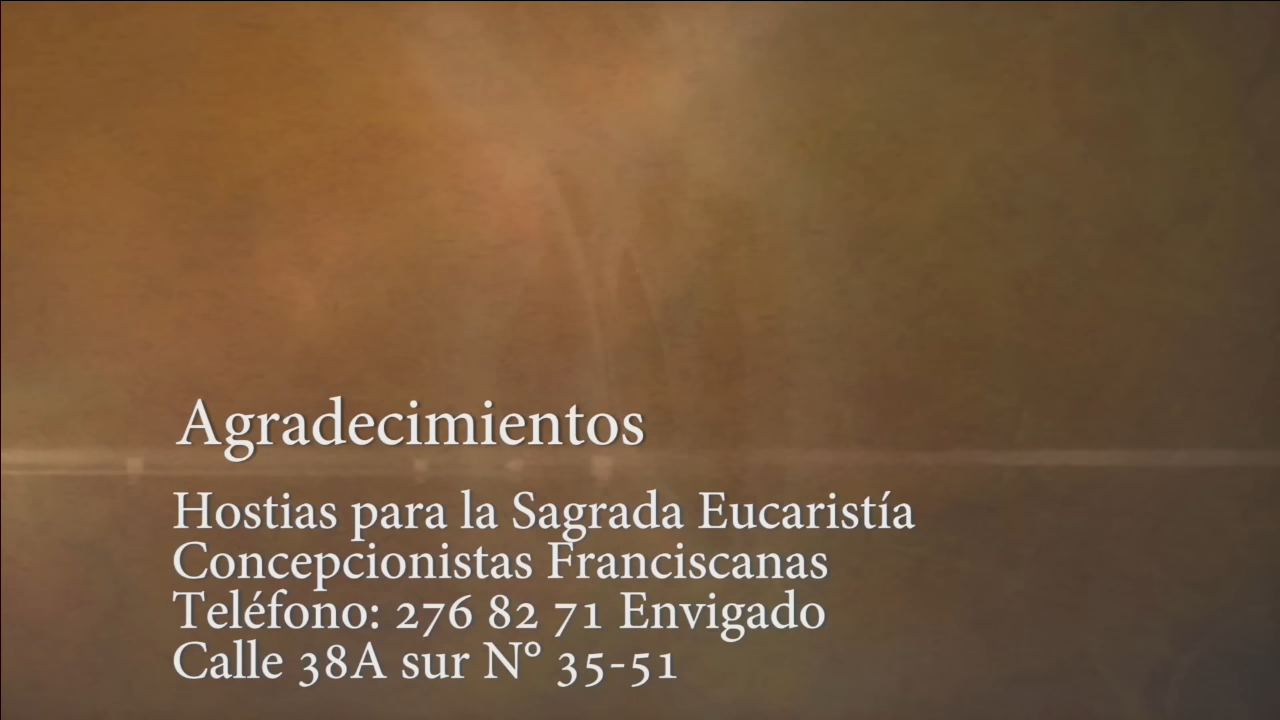 Agradecimientos
Hostias para la Sagrada Eucaristía
Concepcionistas Franciscanas
Teléfono: 276 82 71 Envigado
Calle 38A sur N° 35-51